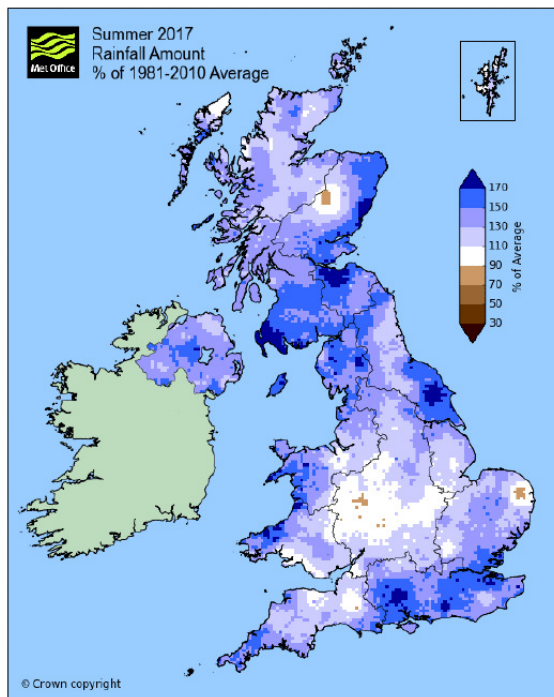 Met Office
Summer 2017
Rainfall Amount
% of 1981-2010 Average
170
150
130
110
90
70
50
30
% of Average
© Crown copyright